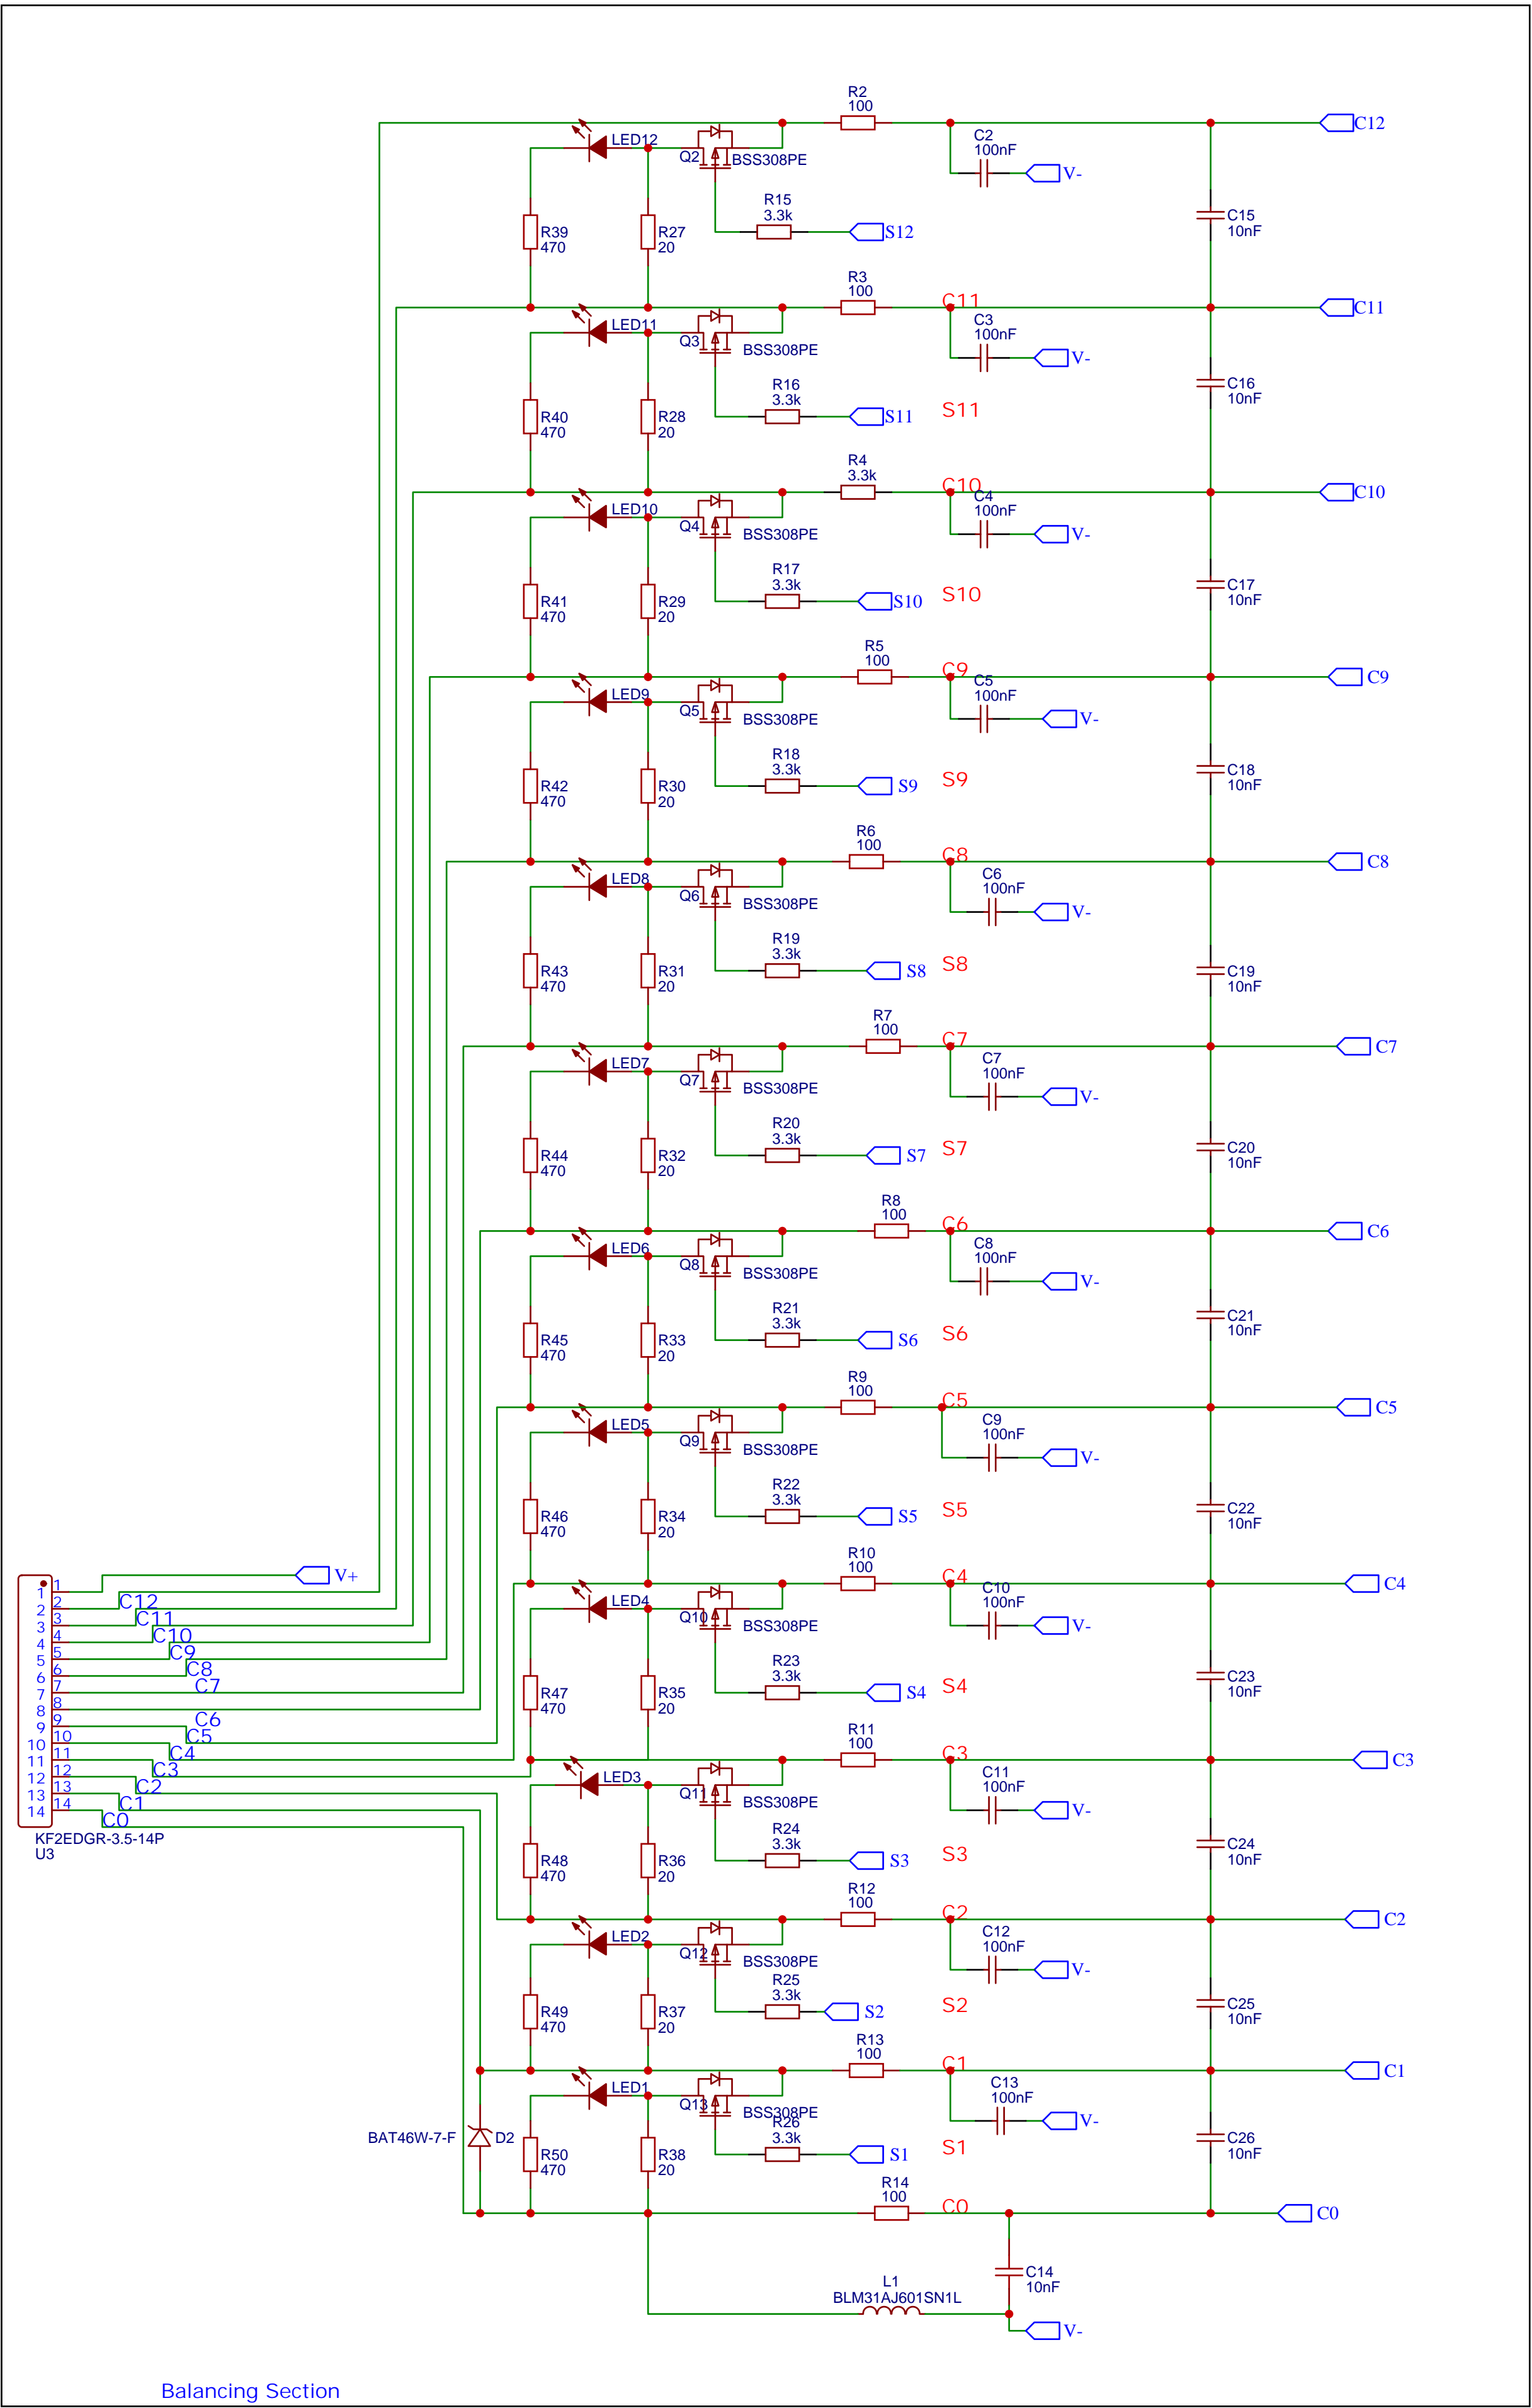 R2
100
LED12
Q2
BSS308PE
C2
100nF
V-
C12
R39
470
R27
20
R15
3.3k
S12
C15
10nF
R3
100
C11
C11
LED11
Q3
BSS308PE
C3
100nF
V-
R40
470
R28
20
R16
3.3k
S11
S11
C16
10nF
R4
3.3k
C10
C10
LED10
Q4
BSS308PE
C4
100nF
V-
R41
470
R29
20
R17
3.3k
S10
S10
C17
10nF
R5
100
C9
C9
LED9
Q5
BSS308PE
C5
100nF
V-
R42
470
R30
20
R18
3.3k
S9
S9
C18
10nF
R6
100
C8
C8
LED8
Q6
BSS308PE
C6
100nF
V-
R43
470
R31
20
R19
3.3k
S8
S8
C19
10nF
R7
100
C7
C7
LED7
Q7
BSS308PE
C7
100nF
V-
R44
470
R32
20
R20
3.3k
S7
S7
C20
10nF
R8
100
C6
C6
LED6
Q8
BSS308PE
C8
100nF
V-
R45
470
R33
20
R21
3.3k
S6
S6
C21
10nF
R9
100
C5
C5
LED5
Q9
BSS308PE
C9
100nF
V-
R46
470
R34
20
R22
3.3k
S5
S5
C22
10nF
R10
100
C4
C4
LED4
Q10
BSS308PE
C10
100nF
V-
R47
470
R35
20
R23
3.3k
S4
S4
C23
10nF
R11
100
C3
C3
LED3
Q11
BSS308PE
C11
100nF
V-
R48
470
R36
20
R24
3.3k
S3
S3
C24
10nF
R12
100
C2
C2
LED2
Q12
BSS308PE
C12
100nF
V-
R49
470
R37
20
R25
3.3k
S2
S2
C25
10nF
R13
100
C1
C1
LED1
Q13
BSS308PE
C13
100nF
V-
BAT46W-7-F
D2
R50
470
R38
20
R26
3.3k
S1
S1
C26
10nF
R14
100
C0
C0
C14
10nF
L1
BLM31AJ601SN1L
V-
V+
1 1
2 2 C12
3 3 C11
4 4 C10
5 5 C9
6 6 C8
7 7 C7
8 8
9 9 C6
10 10 C5
11 11 C4
12 12 C3
13 13 C2
14 14 C1
C0
KF2EDGR-3.5-14P
U3
Balancing Section